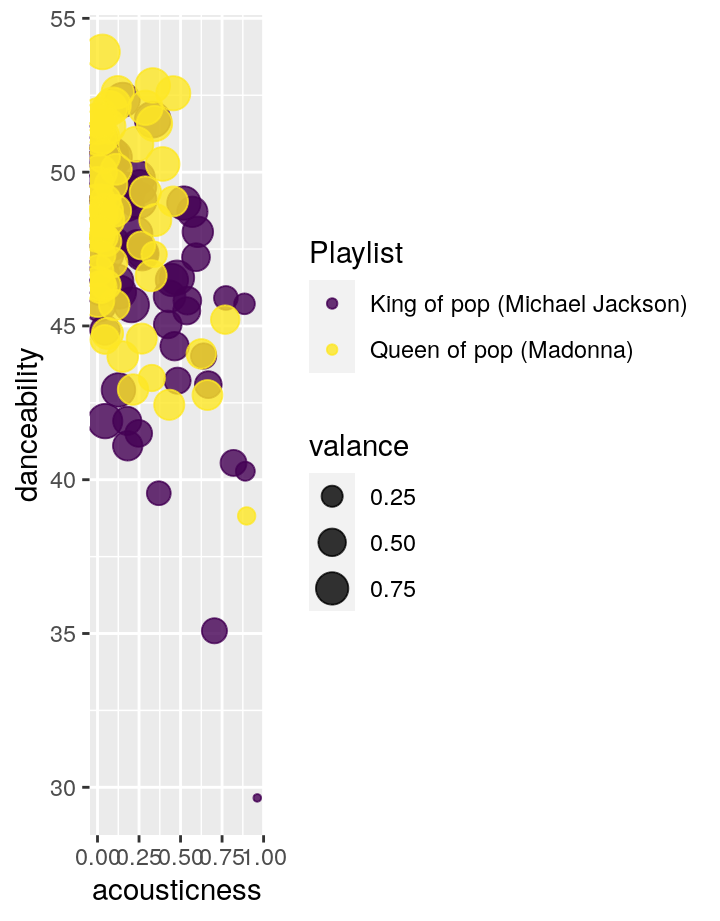 55
50
45
40
35
30
danceability
0.00 0.25 0.50 0.75 1.00
acousticness
Playlist
King of pop (Michael Jackson)
Queen of pop (Madonna)
valance
0.25
0.50
0.75